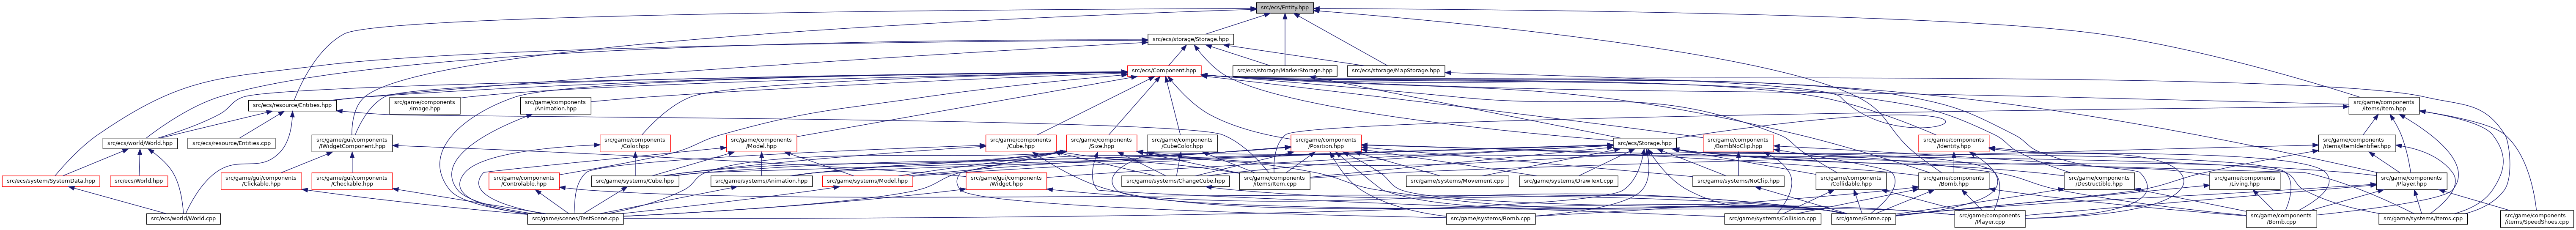 src/ecs/Entity.hpp
src/ecs/storage/Storage.hpp
src/ecs/Component.hpp
src/ecs/storage/MarkerStorage.hpp
src/ecs/storage/MapStorage.hpp
src/ecs/resource/Entities.hpp
src/game/components
/Image.hpp
src/game/components
/Animation.hpp
src/game/components
/items/Item.hpp
src/ecs/world/World.hpp
src/ecs/resource/Entities.cpp
src/game/gui/components
/IWidgetComponent.hpp
src/game/components
/Color.hpp
src/game/components
/Model.hpp
src/game/components
/Cube.hpp
src/game/components
/Size.hpp
src/game/components
/CubeColor.hpp
src/game/components
/Position.hpp
src/ecs/Storage.hpp
src/game/components
/BombNoClip.hpp
src/game/components
/Identity.hpp
src/game/components
/items/ItemIdentifier.hpp
src/ecs/system/SystemData.hpp
src/ecs/World.hpp
src/game/gui/components
/Clickable.hpp
src/game/gui/components
/Checkable.hpp
src/game/components
/Controlable.hpp
src/game/systems/Cube.hpp
src/game/systems/Animation.hpp
src/game/systems/Model.hpp
src/game/gui/components
/Widget.hpp
src/game/systems/ChangeCube.hpp
src/game/components
/items/Item.cpp
src/game/systems/Movement.cpp
src/game/systems/DrawText.cpp
src/game/systems/NoClip.hpp
src/game/components
/Collidable.hpp
src/game/components
/Bomb.hpp
src/game/components
/Destructible.hpp
src/game/components
/Living.hpp
src/game/components
/Player.hpp
src/ecs/world/World.cpp
src/game/scenes/TestScene.cpp
src/game/systems/Bomb.cpp
src/game/systems/Collision.cpp
src/game/Game.cpp
src/game/components
/Player.cpp
src/game/components
/Bomb.cpp
src/game/systems/Items.cpp
src/game/components
/items/SpeedShoes.cpp